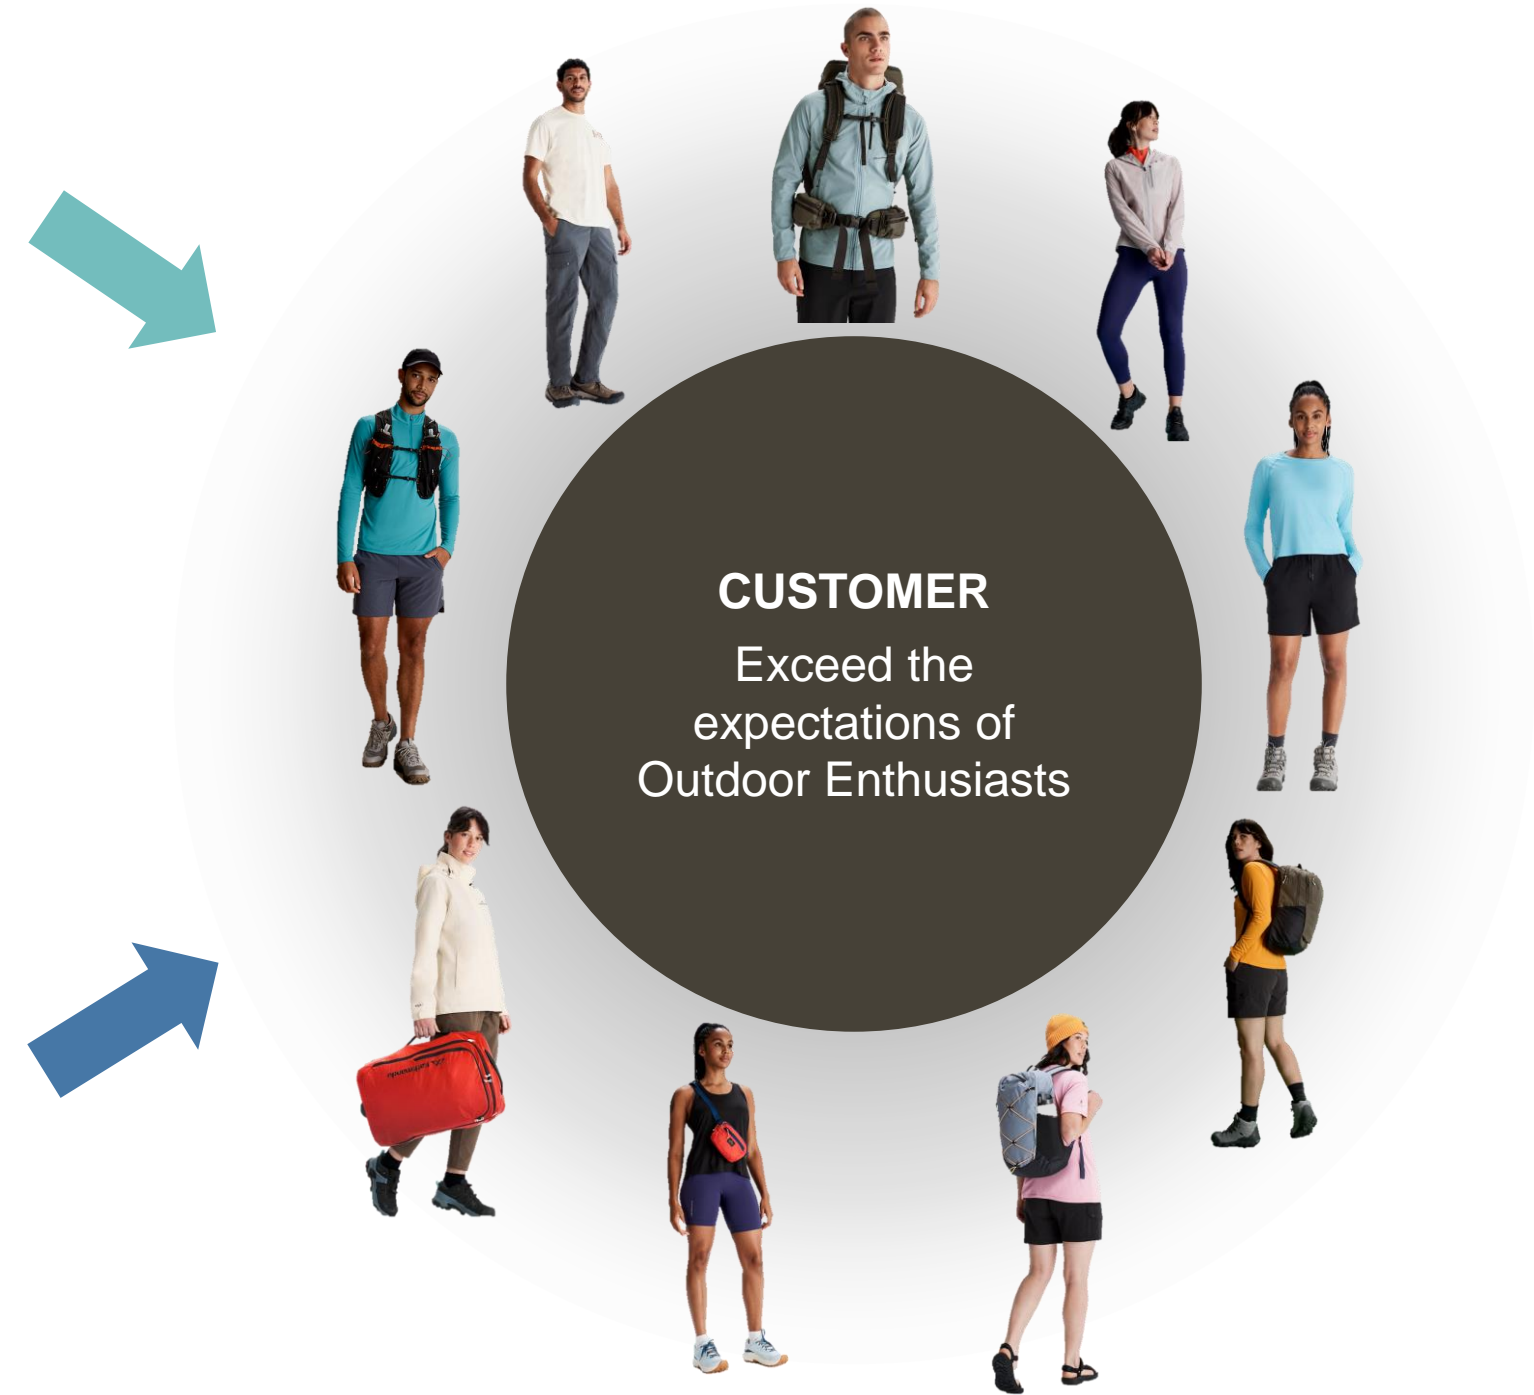 CUSTOMER
Exceed the
expectations of
Outdoor Enthusiasts